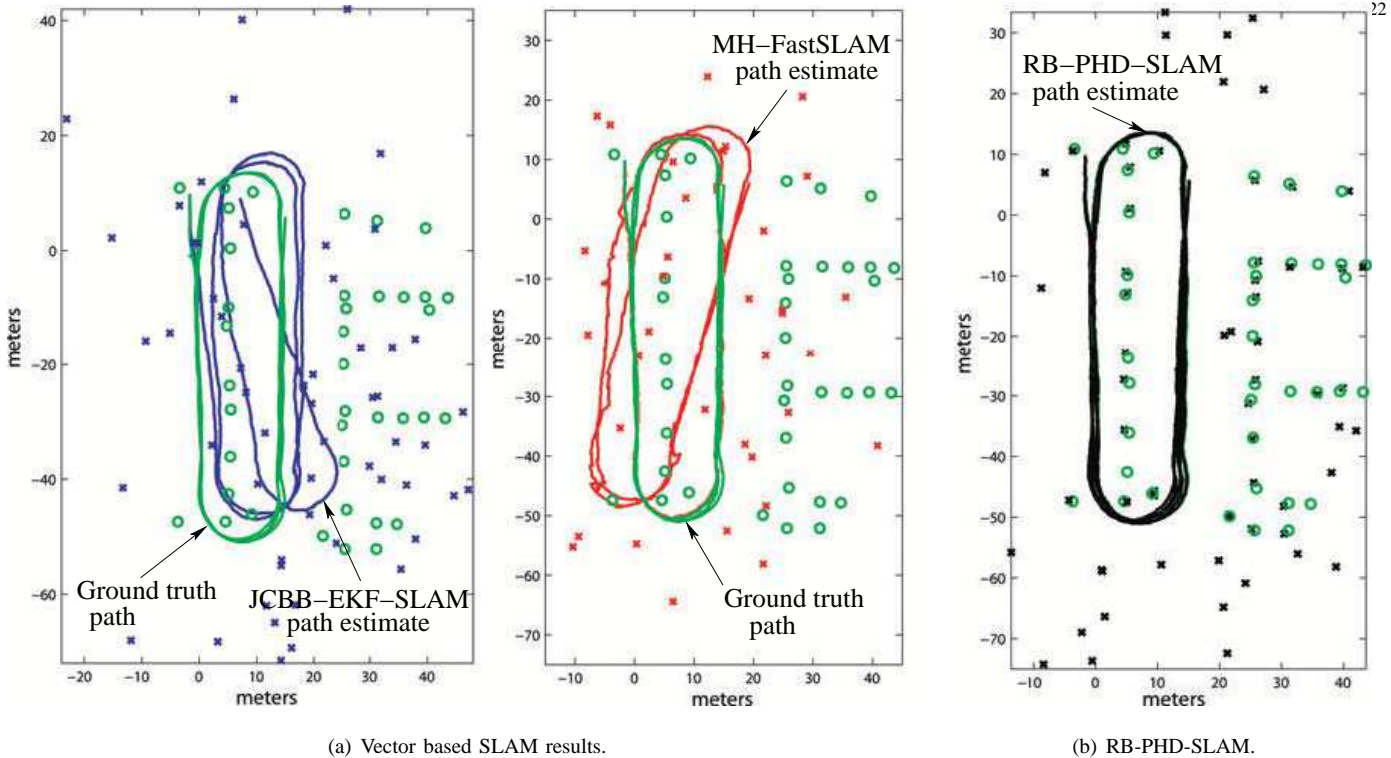 22
40
20
0
−20
−40
−60
meters
−20
−10
0
10
20
30
40
meters
Ground truth
path
JCBB−EKF−SLAM
path estimate
30
20
10
0
−10
−20
−30
−40
−50
−60
−70
−10
0
10
20
30
40
meters
MH−FastSLAM
path estimate
Ground truth
path
30
20
10
0
−10
−20
−30
−40
−50
−60
−70
meters
−10
0
10
20
30
40
meters
RB−PHD−SLAM
path estimate
(a) Vector based SLAM results.
(b) RB-PHD-SLAM.